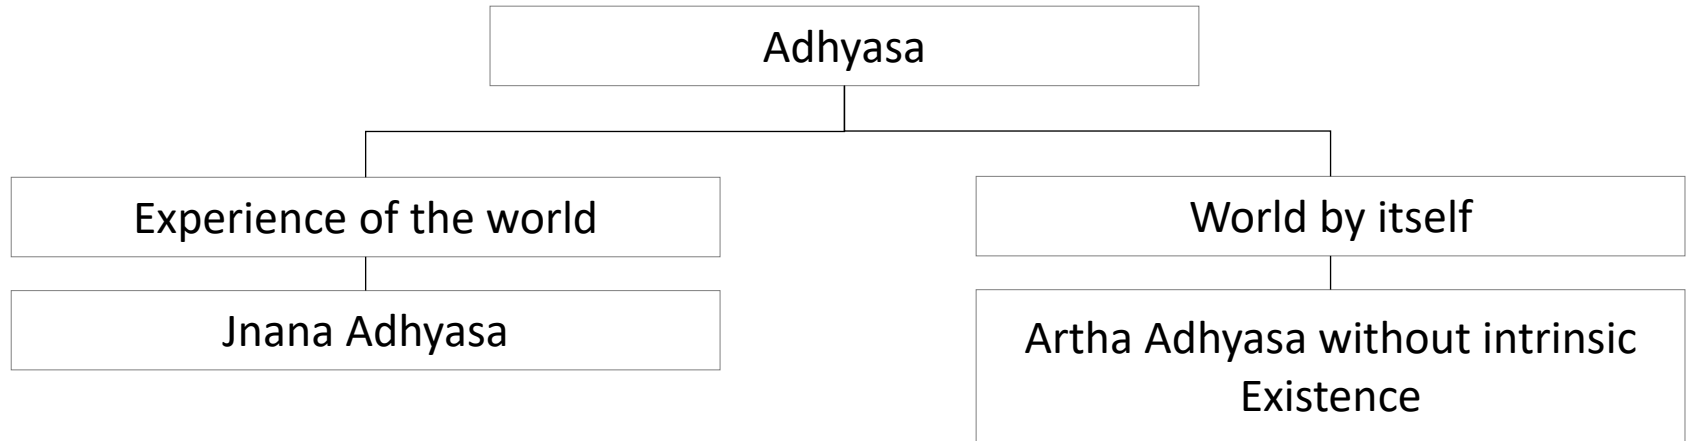 Adhyasa
Experience of the world
World by itself
Jnana Adhyasa
Artha Adhyasa without intrinsic
Existence